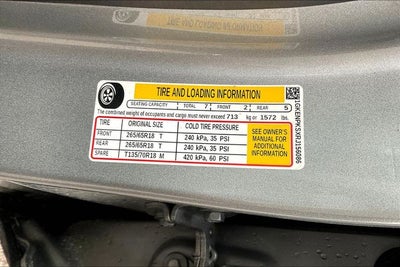 TIRE AND LOADING INFORMATION
SEATING CAPACITY TOTAL 7 FRONT 2 REAR 5
The combined weight of occupants and cargo must never exceed 713 kg or 1572 lbs.
TIRE ORIGINAL SIZE COLD TIRE PRESSURE
FRONT 265/65R18 T 240 kPa, 35 PSI
REAR 265/65R18 T 240 kPa, 35 PSI
SPARE T135/70R18 M 420 kPa, 60 PSI
SEE OWNER'S
MANUAL FOR
ADDITIONAL
INFORMATION
1GKENPKSXRJ156086